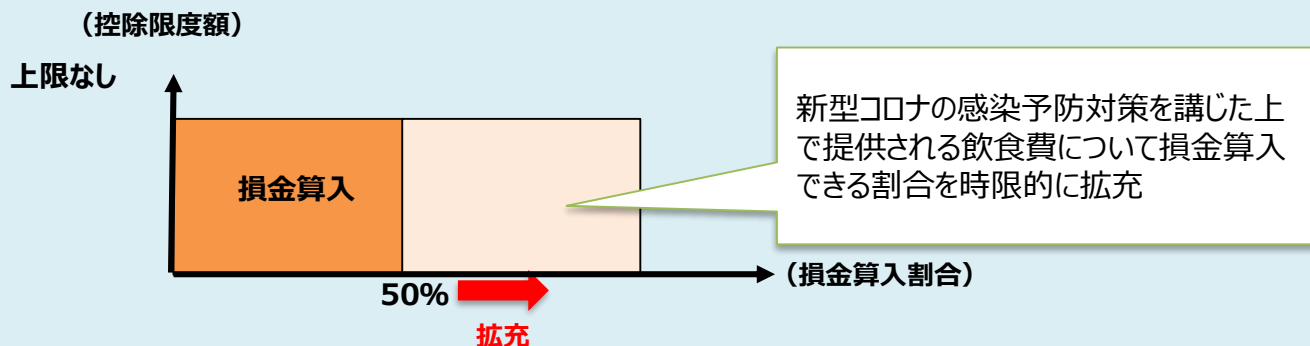 （控除限度額）
上限なし
新型コロナの感染予防対策を講じた上
で提供される飲食費について損金算入
できる割合を時限的に拡充
損金算入
（損金算入割合）
50%
拡充